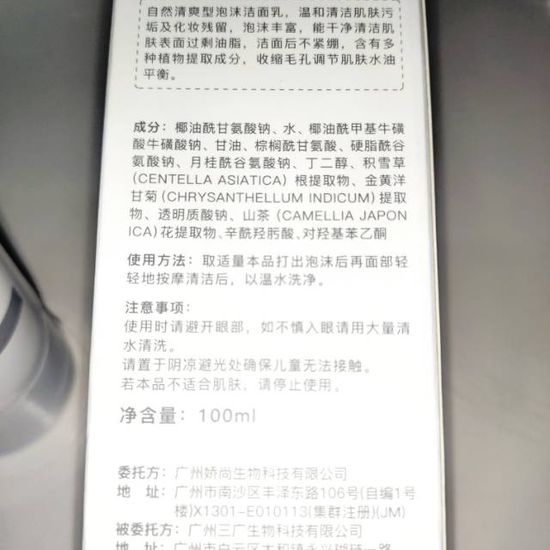 自然清爽型泡沫洁面乳，温和清洁肌肤污
垢及化妆残留，泡沫丰富，能干净清洁肌
肤表面过剩油脂，洁面后不紧绷，含有多
种植物提取成分，收缩毛孔调节肌肤水油
平衡。
成分：椰油酰甘氨酸钠、水、椰油酰甲基牛磺
酸牛磺酸钠、甘油、棕榈酰甘氨酸、硬脂酰谷
氨酸钠、月桂酰谷氨酸钠、丁二醇、积雪草
(CENTELLA ASIATICA) 根提取物、金黄洋
甘菊(CHRYSANTHELLUM INDICUM)提取
物、透明质酸钠、山茶 (CAMELLIA JAPON
ICA)花提取物、辛酰羟肟酸、对羟基苯乙酮
使用方法：取适量本品打出泡沫后再面部轻
轻地按摩清洁后，以温水洗净。
注意事项：
使用时请避开眼部，如不慎入眼请用大量清
水清洗。
请置于阴凉避光处确保儿童无法接触。
若本品不适合肌肤，请停止使用。
净含量：100ml
委托方：广州娇尚生物科技有限公司
地 址：广州市南沙区丰泽东路106号(自编1号
楼)X1301-E010113(集群注册)(JM)
被委托方：广州三广生物科技有限公司
地 址：广州市白云区太和镇永兴